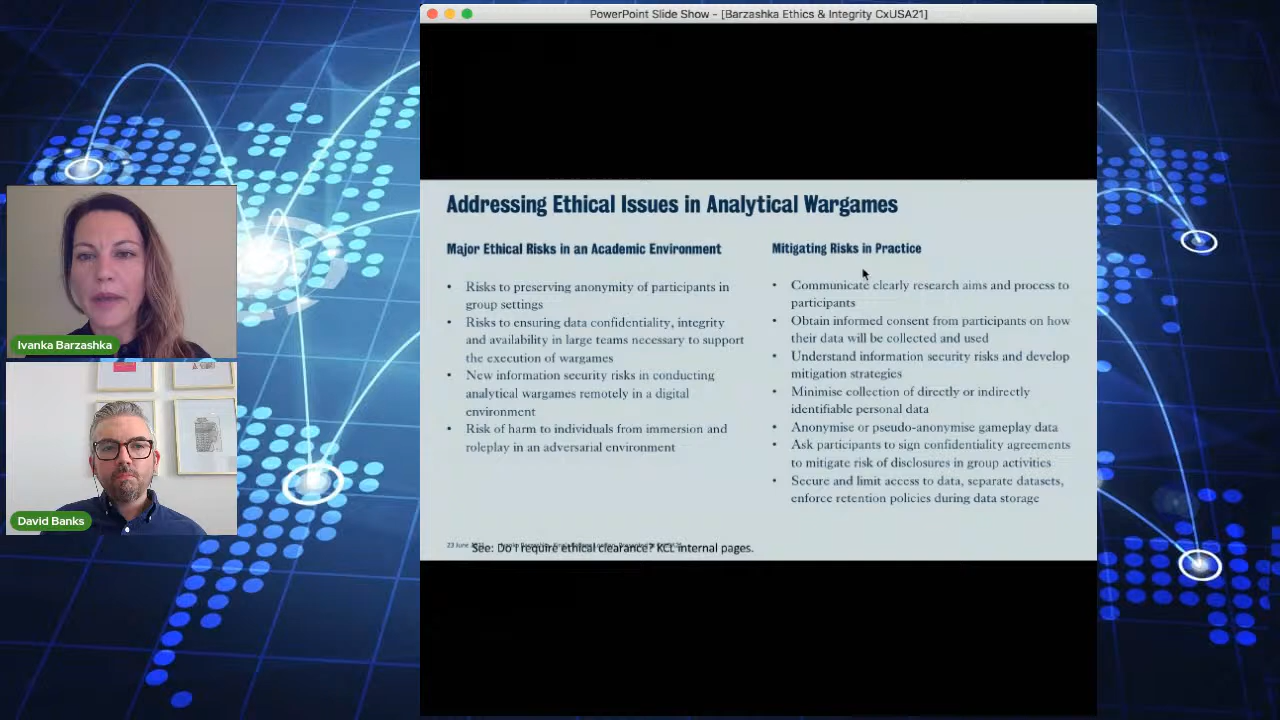 PowerPoint Slide Show - [Barzashka Ethics & Integrity CxUSA21]
Addressing Ethical Issues in Analytical Wargames
Major Ethical Risks in an Academic Environment
• Risks to preserving anonymity of participants in
group settings
• Risks to ensuring data confidentiality, integrity
and availability in large teams necessary to support
the execution of wargames
• New information security risks in conducting
analytical wargames remotely in a digital
environment
• Risk of harm to individuals from immersion and
roleplay in an adversarial environment
Mitigating Risks in Practice
• Communicate clearly research aims and process to
participants
• Obtain informed consent from participants on how
their data will be collected and used
• Understand information security risks and develop
mitigation strategies
• Minimise collection of directly or indirectly
identifiable personal data
• Anonymise or pseudo-anonymise gameplay data
• Ask participants to sign confidentiality agreements
to mitigate risk of disclosures in group activities
• Secure and limit access to data, separate datasets,
enforce retention policies during data storage
23 June
See: Do I require ethical clearance? KCL internal pages.
Ivanka Barzashka
David Banks